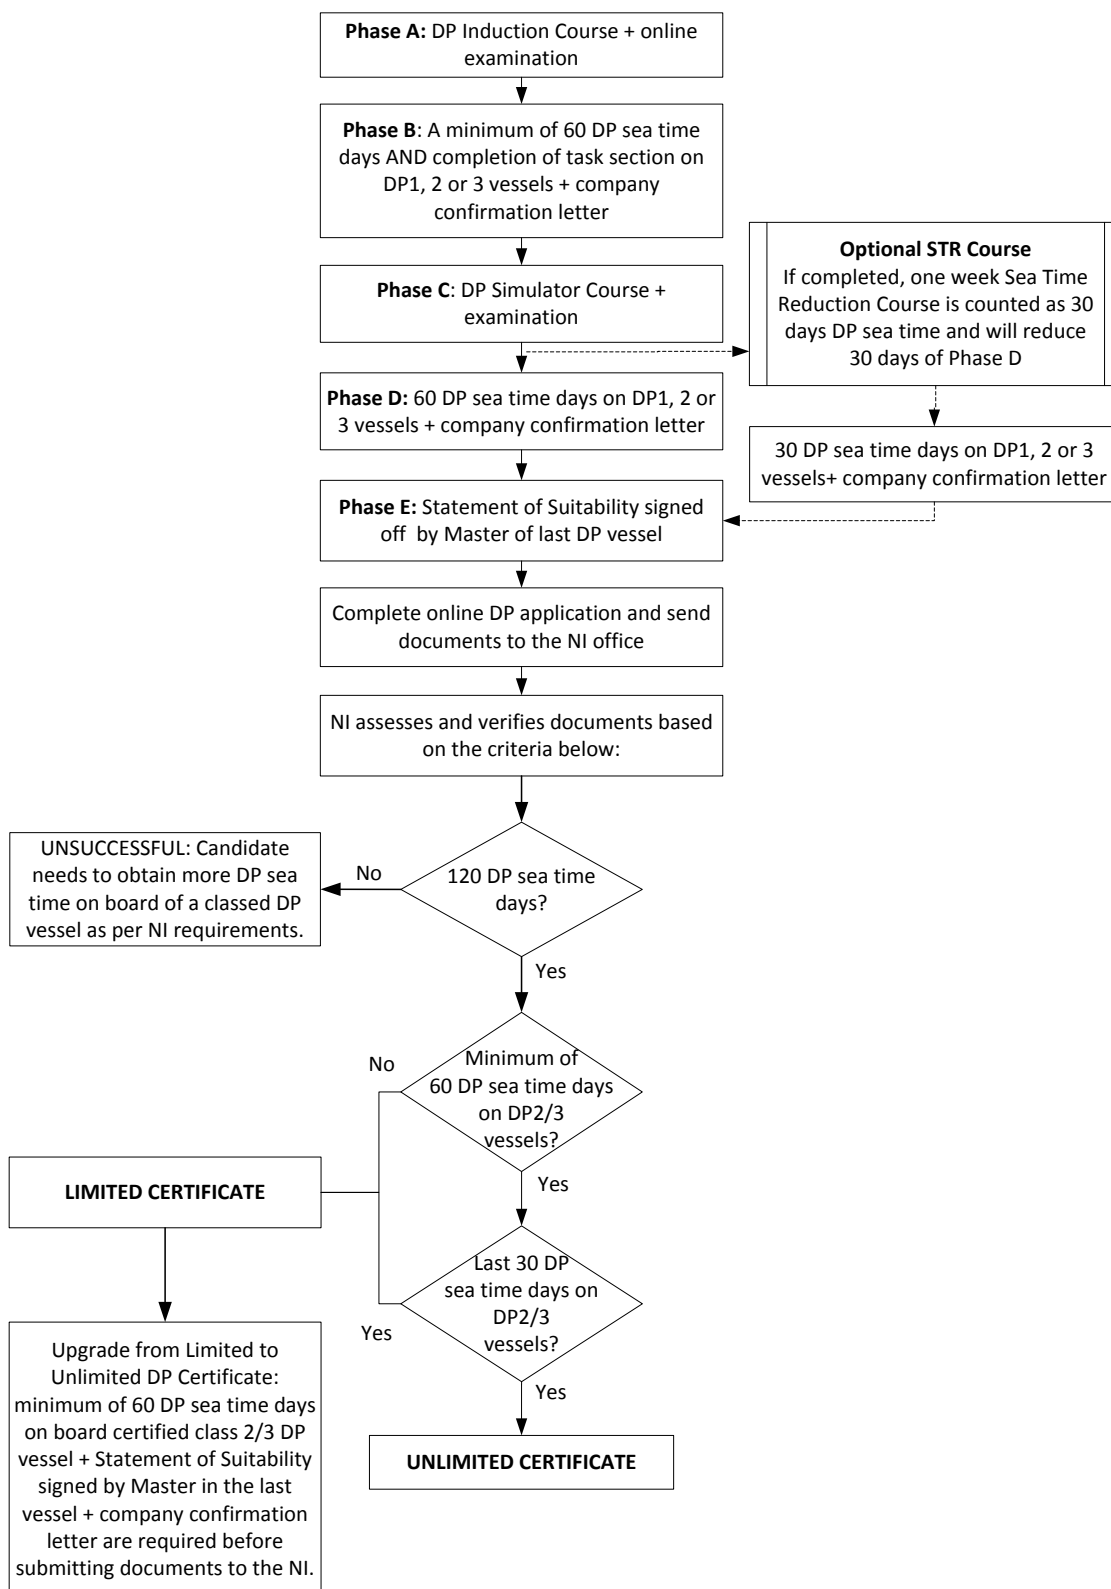 Phase A: DP Induction Course + online
examination
Phase B: A minimum of 60 DP sea time
days AND completion of task section on
DP1, 2 or 3 vessels + company
confirmation letter
Phase C: DP Simulator Course +
examination
Optional STR Course
If completed, one week Sea Time
Reduction Course is counted as 30
days DP sea time and will reduce
30 days of Phase D
Phase D: 60 DP sea time days on DP1, 2 or
3 vessels + company confirmation letter
30 DP sea time days on DP1, 2 or 3
vessels+ company confirmation letter
Phase E: Statement of Suitability signed
off by Master of last DP vessel
Complete online DP application and send
documents to the NI office
NI assesses and verifies documents based
on the criteria below:
120 DP sea time
days?
No
UNSUCCESSFUL: Candidate
needs to obtain more DP sea
time on board of a classed DP
vessel as per NI requirements.
Yes
Minimum of
60 DP sea time days
on DP2/3
vessels?
No
Yes
LIMITED CERTIFICATE
Last 30 DP
sea time days on
DP2/3
vessels?
Yes
Yes
Upgrade from Limited to
Unlimited DP Certificate:
minimum of 60 DP sea time days
on board certified class 2/3 DP
vessel + Statement of Suitability
signed by Master in the last
vessel + company confirmation
letter are required before
submitting documents to the NI.
UNLIMITED CERTIFICATE